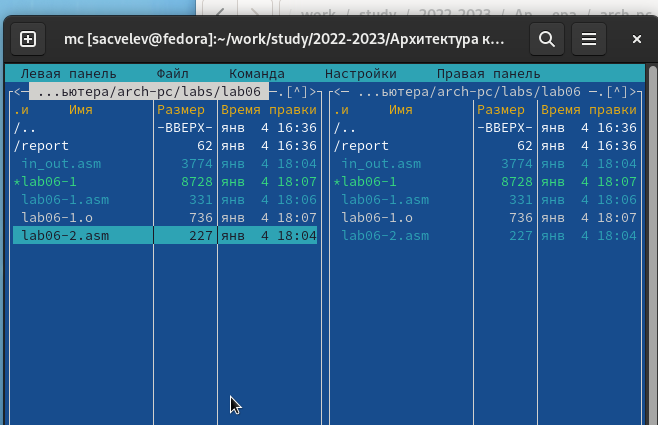 work / study / 2022-2023 / Ар... ера / arch-pc
mc [sacvelev@fedora]:~/work/study/2022-2023/Архитектура к...
Левая панель Файл Команда Настройки Правая панель
<— ...ьютера/arch-pc/labs/lab06 —.[^]> <— ...ьютера/arch-pc/labs/lab06 —.[^]>
.и Имя Размер Время правки .и Имя Размер Время правки
/.. -ВВЕРХ- янв 4 16:36 /.. -ВВЕРХ- янв 4 16:36
/report 62 янв 4 16:36 /report 62 янв 4 16:36
in_out.asm 3774 янв 4 18:04 in_out.asm 3774 янв 4 18:04
*lab06-1 8728 янв 4 18:07 *lab06-1 8728 янв 4 18:07
lab06-1.asm 331 янв 4 18:06 lab06-1.asm 331 янв 4 18:06
lab06-1.o 736 янв 4 18:07 lab06-1.o 736 янв 4 18:07
lab06-2.asm 227 янв 4 18:04 lab06-2.asm 227 янв 4 18:04